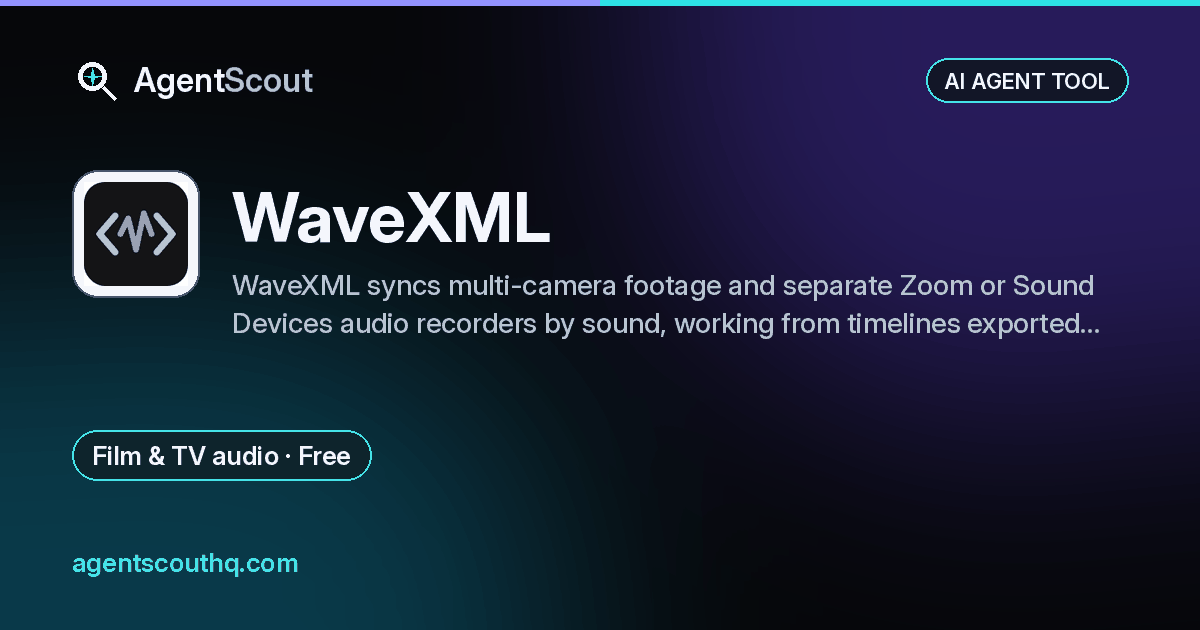 AgentScout
AI AGENT TOOL
WaveXML
WaveXML syncs multi-camera footage and separate Zoom or Sound
Devices audio recorders by sound, working from timelines exported...
Film & TV audio · Free
agentscouthq.com